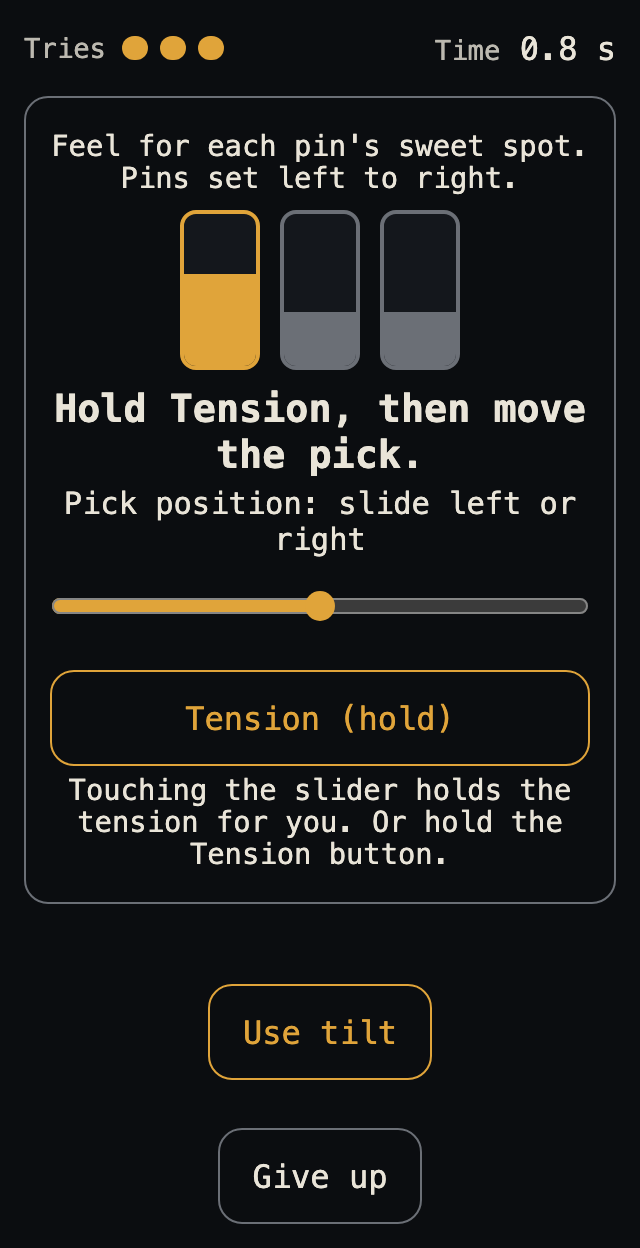 Tries
Time 0.8 s
Feel for each pin's sweet spot.
Pins set left to right.
Hold Tension, then move
the pick.
Pick position: slide left or
right
Tension (hold)
Touching the slider holds the
tension for you. Or hold the
Tension button.
Use tilt
Give up